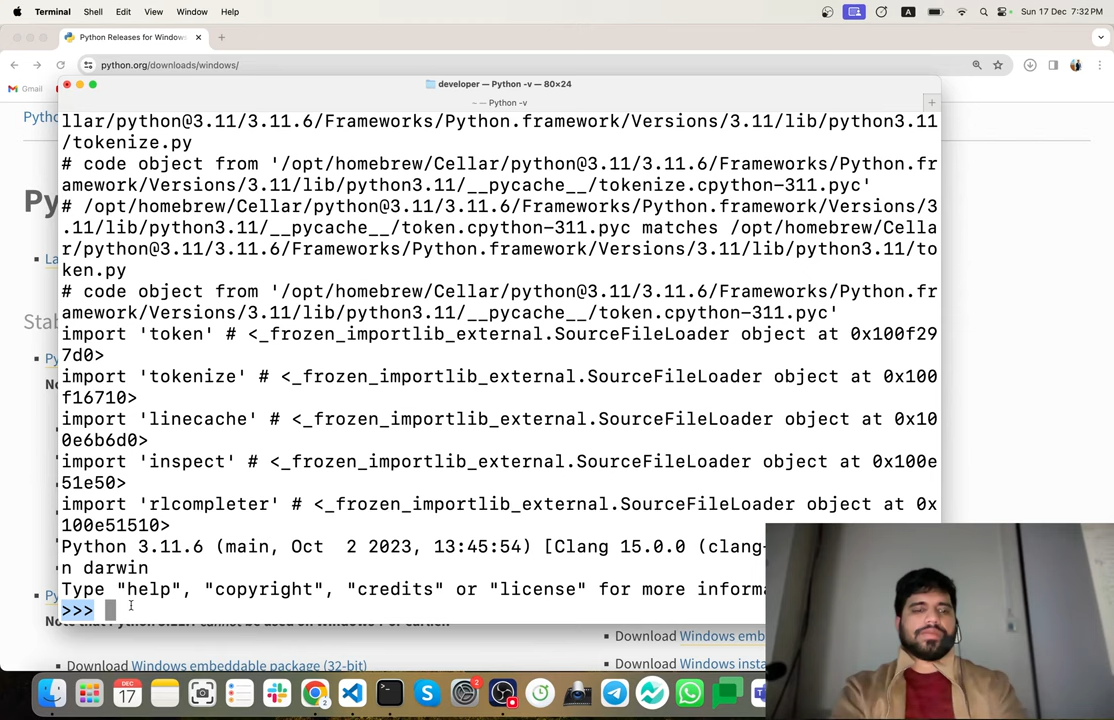 Terminal Shell Edit View Window Help
A
Sun 17 Dec 7:32 PM
Python Releases for Windows
python.org/downloads/windows/
Gmail
developer — Python -v — 80×24
~ — Python -v
llar/python@3.11/3.11.6/Frameworks/Python.framework/Versions/3.11/lib/python3.11
/tokenize.py
# code object from '/opt/homebrew/Cellar/python@3.11/3.11.6/Frameworks/Python.fr
amework/Versions/3.11/lib/python3.11/__pycache__/tokenize.cpython-311.pyc'
# /opt/homebrew/Cellar/python@3.11/3.11.6/Frameworks/Python.framework/Versions/3
.11/lib/python3.11/__pycache__/token.cpython-311.pyc matches /opt/homebrew/Cella
r/python@3.11/3.11.6/Frameworks/Python.framework/Versions/3.11/lib/python3.11/to
ken.py
# code object from '/opt/homebrew/Cellar/python@3.11/3.11.6/Frameworks/Python.fr
amework/Versions/3.11/lib/python3.11/__pycache__/token.cpython-311.pyc'
import 'token' # <_frozen_importlib_external.SourceFileLoader object at 0x100f29
7d0>
import 'tokenize' # <_frozen_importlib_external.SourceFileLoader object at 0x100
f16710>
import 'linecache' # <_frozen_importlib_external.SourceFileLoader object at 0x10
0e6b6d0>
import 'inspect' # <_frozen_importlib_external.SourceFileLoader object at 0x100e
51e50>
import 'rlcompleter' # <_frozen_importlib_external.SourceFileLoader object at 0x
100e51510>
Python 3.11.6 (main, Oct  2 2023, 13:45:54) [Clang 15.0.0 (clang-
n darwin
Type "help", "copyright", "credits" or "license" for more informa
>>>
Download Windows emb
Download Windows embeddable package (32-bit)
Download Windows insta
DEC
17
2
2